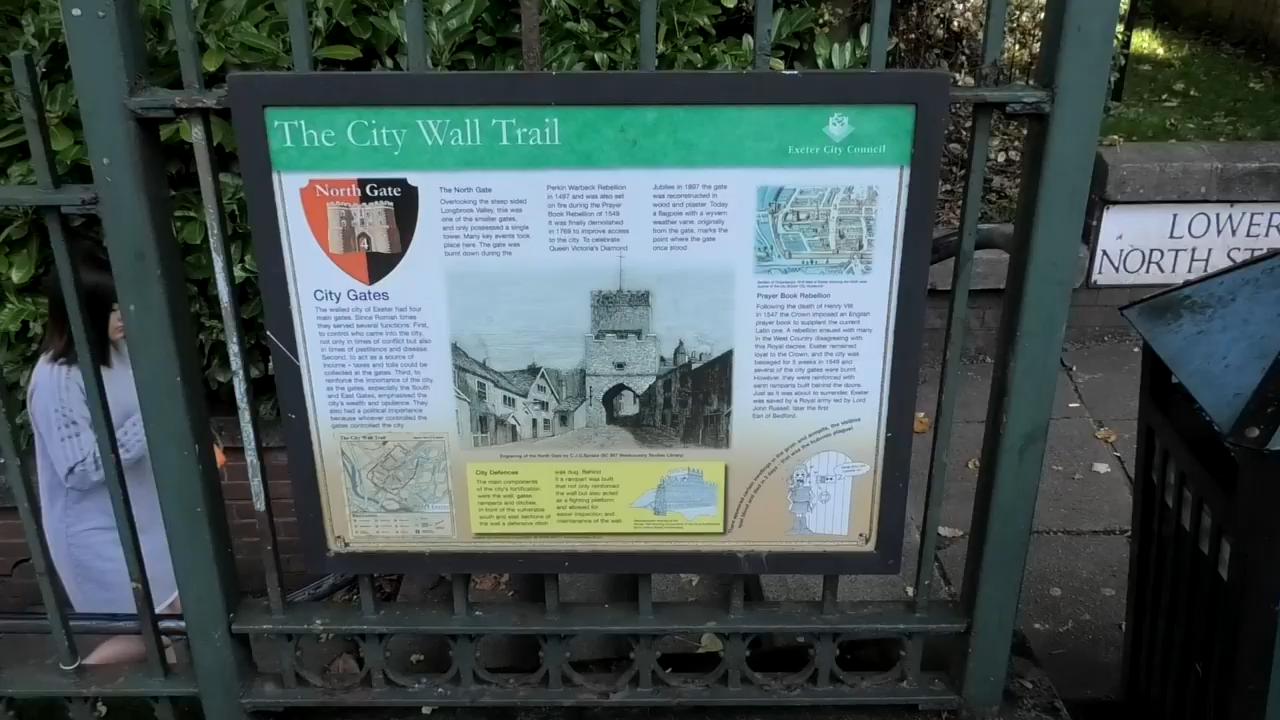 The City Wall Trail
Exeter City Council
North Gate
4
The North Gate
Overlooking the steep sided
Longbrook Valley, this was
one of the smaller gates,
and only possessed a single
tower. Many key events took
place here. The gate was
burnt down during the
Perkin Warbeck Rebellion
in 1497 and was also set
on fire during the Prayer
Book Rebellion of 1549
It was finally demolished
in 1769 to improve access
to the city. To celebrate
Queen Victoria's Diamond
Jubilee in 1897 the gate
was reconstructed in
wood and plaster Today
a flagpole with a wyvern
weather vane, originally
from the gate, marks the
point where the gate
once stood
City Gates
The walled city of Exeter had four
main gates. Since Roman times
they served several functions: First,
to control who came into the city,
not only in times of conflict but also
in times of pestilence and disease.
Second, to act as a source of
income - taxes and tolls could be
collected at the gates. Third, to
reinforce the importance of the city,
as the gates, especially the South
and East Gates, emphasised the
city's wealth and opulence. They
also had a political importance
because whoever controlled the
gates controlled the city
The City Wall Trail
Engraving of the North Gate by C.J.G.Sprake (SC 907 Westcountry Studies Library)
City Defences
The main components
of the city's fortification
were the wall, gates,
ramparts and ditches,
in front of the vulnerable
south and east sections of
the wall a defensive ditch
was dug. Behind
it a rampart was built
that not only reinforced
the wall but also acted
as a fighting platform
and allowed for
easier inspection and
maintenance of the wall.
Prayer Book Rebellion
Following the death of Henry VIII
in 1547 the Crown imposed an English
prayer book to supplant the current
Latin one. A rebellion ensued with many
in the West Country disagreeing with
this Royal decree. Exeter remained
loyal to the Crown, and the city was
besieged for 5 weeks in 1549 and
several of the city gates were burnt.
However, they were reinforced with
earth ramparts built behind the doors.
Just as it was about to surrender, Exeter
was saved by a Royal army led by Lord
John Russell, later the first
Earl of Bedford.
LOWER
NORTH ST